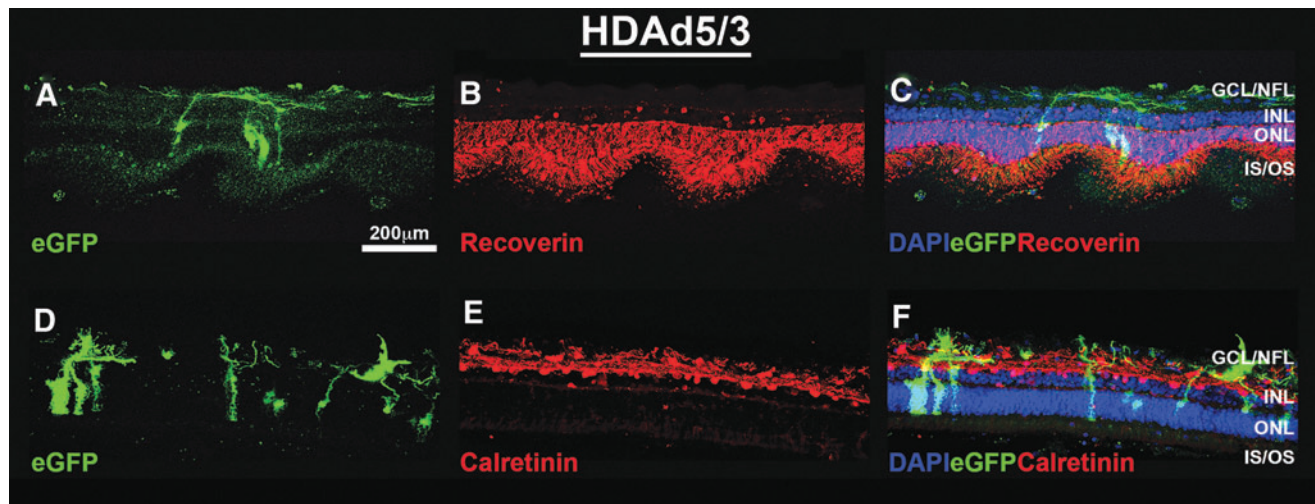 HDAd5/3
A
B
C
GCL/NFL
INL
ONL
IS/OS
200μm
eGFP
Recoverin
DAPIeGFPRecoverin
D
E
F
GCL/NFL
INL
ONL
IS/OS
eGFP
Calretinin
DAPIeGFPCalretinin